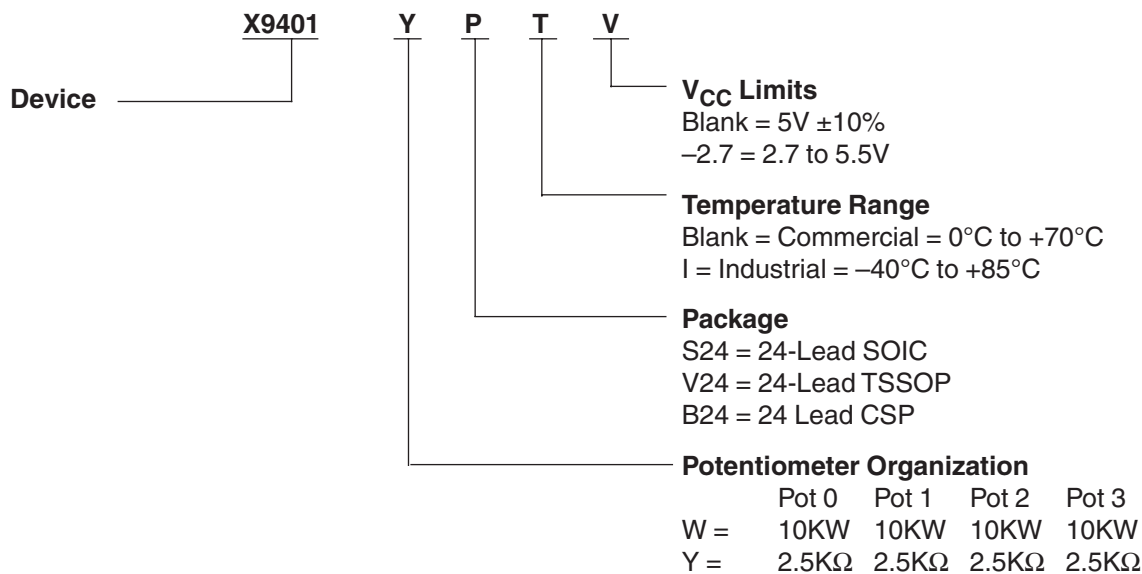 X9401 Y P T V
Device
VCC Limits
Blank = 5V ±10%
–2.7 = 2.7 to 5.5V
Temperature Range
Blank = Commercial = 0°C to +70°C
I = Industrial = –40°C to +85°C
Package
S24 = 24-Lead SOIC
V24 = 24-Lead TSSOP
B24 = 24 Lead CSP
Potentiometer Organization
Pot 0 Pot 1 Pot 2 Pot 3
W = 10KW 10KW 10KW 10KW
Y = 2.5KΩ 2.5KΩ 2.5KΩ 2.5KΩ